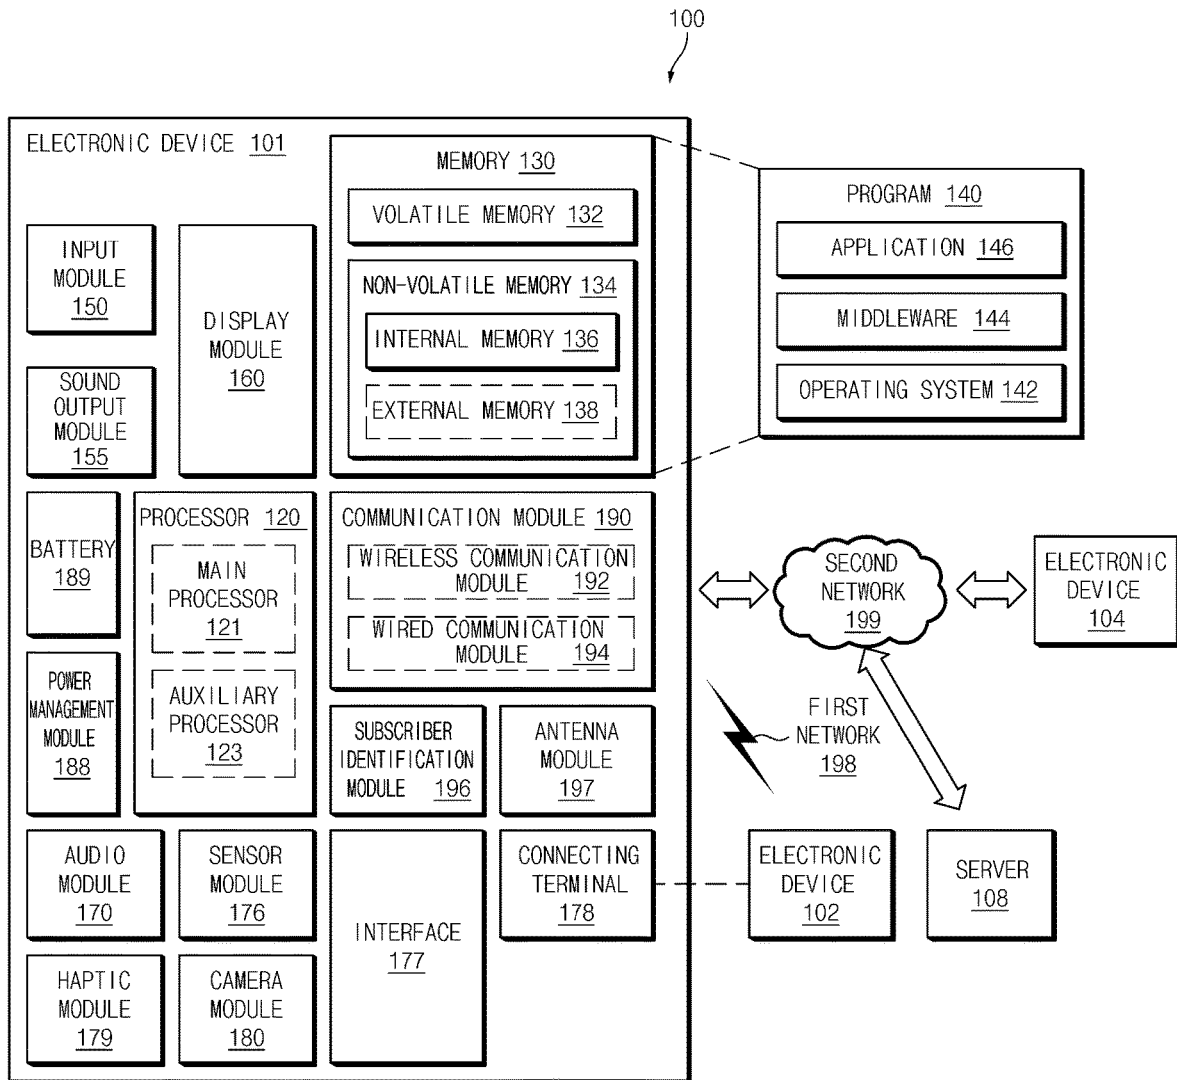 100
ELECTRONIC DEVICE 101
MEMORY 130
VOLATILE MEMORY 132
NON-VOLATILE MEMORY 134
INTERNAL MEMORY 136
EXTERNAL MEMORY 138
PROGRAM 140
APPLICATION 146
MIDDLEWARE 144
OPERATING SYSTEM 142
INPUT
MODULE
150
DISPLAY
MODULE
160
SOUND
OUTPUT
MODULE
155
BATTERY
189
PROCESSOR 120
MAIN
PROCESSOR
121
AUXILIARY
PROCESSOR
123
COMMUNICATION MODULE 190
WIRELESS COMMUNICATION
MODULE 192
WIRED COMMUNICATION
MODULE 194
SECOND
NETWORK
199
ELECTRONIC
DEVICE
104
POWER
MANAGEMENT
MODULE
188
SUBSCRIBER
IDENTIFICATION
MODULE 196
ANTENNA
MODULE
197
FIRST
NETWORK
198
AUDIO
MODULE
170
SENSOR
MODULE
176
INTERFACE
177
CONNECTING
TERMINAL
178
ELECTRONIC
DEVICE
102
SERVER
108
HAPTIC
MODULE
179
CAMERA
MODULE
180